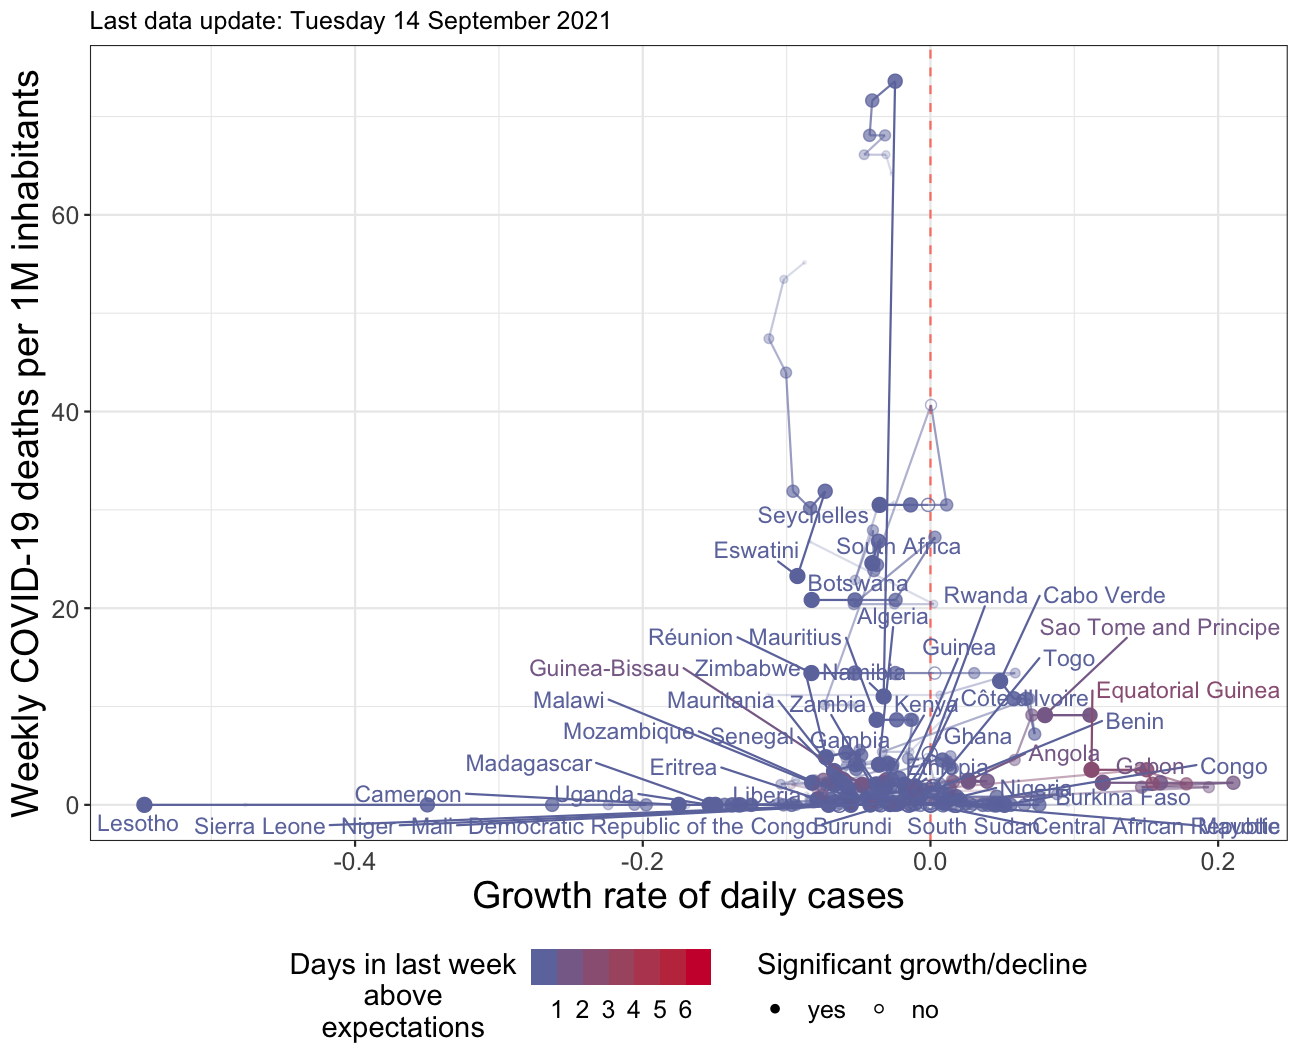 Last data update: Tuesday 14 September 2021
Weekly COVID-19 deaths per 1M inhabitants
60
40
20
0
Seychelles
Eswatini
South Africa
Botswana
Rwanda
Cabo Verde
Algeria
Sao Tome and Principe
Réunion
Mauritius
Guinea
Togo
Guinea-Bissau
Zimbabwe
Namibia
Equatorial Guinea
Malawi
Mauritania
Zambia
Kenya
Côte d'Ivoire
Benin
Mozambique
Senegal
Gambia
Ghana
Angola
Madagascar
Eritrea
Ethiopia
Gabon
Congo
Cameroon
Uganda
Liberia
Nigeria
Burkina Faso
Lesotho
Sierra Leone
Niger
Mali
Democratic Republic of the Congo
Burundi
South Sudan
Central African Republic
Mayotte
-0.4
-0.2
0.0
0.2
Growth rate of daily cases
Days in last week
above
expectations
1 2 3 4 5 6
Significant growth/decline
yes
no